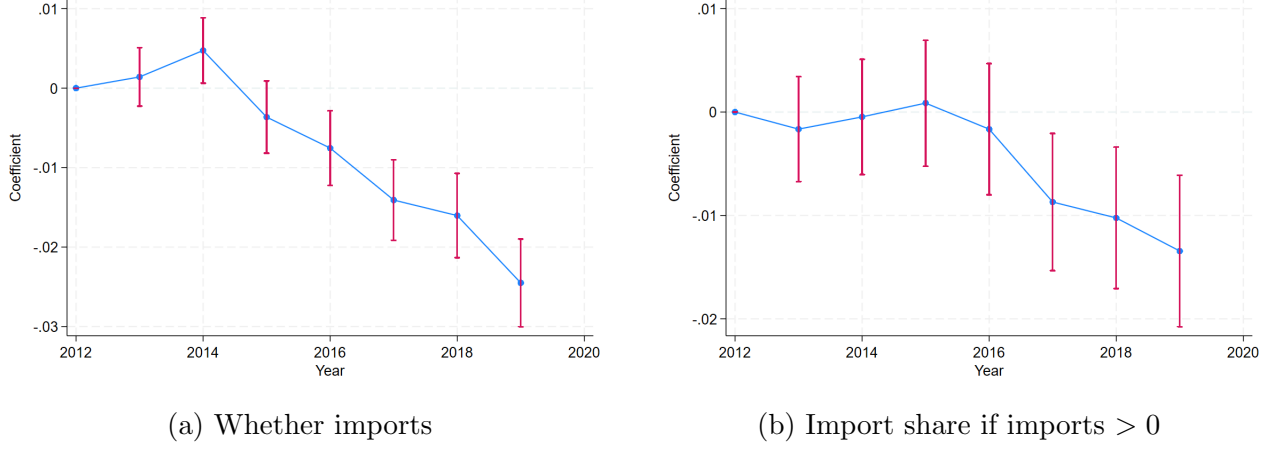 .01
0
-.01
-.02
-.03
Coefficient
2012 2014 2016 2018 2020
Year
(a) Whether imports
.01
0
-.01
-.02
Coefficient
2012 2014 2016 2018 2020
Year
(b) Import share if imports > 0